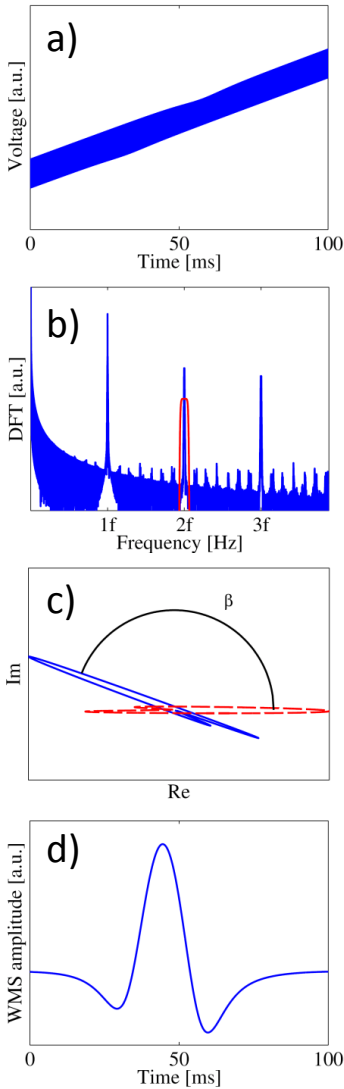 a)
Voltage [a.u.]
0 50 100
Time [ms]
b)
DFT [a.u.]
1f 2f 3f
Frequency [Hz]
c)
β
Im
Re
d)
WMS amplitude [a.u.]
0 50 100
Time [ms]